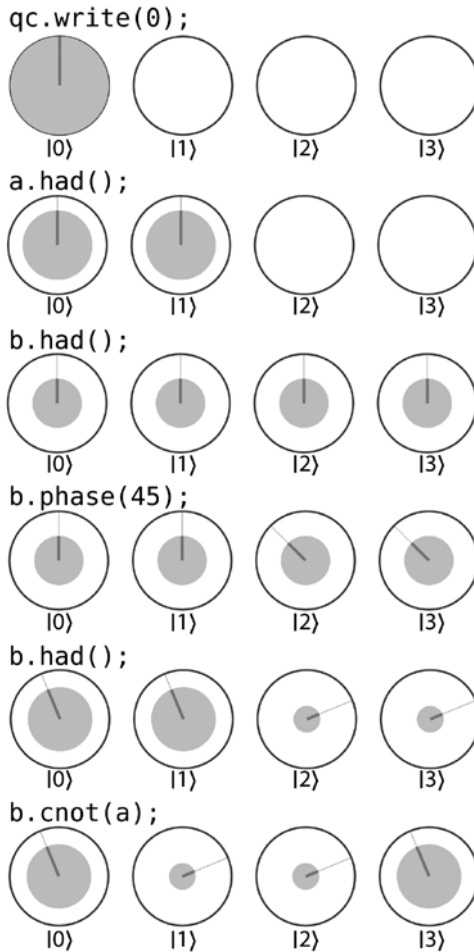 qc.write(0);
|0⟩ |1⟩ |2⟩ |3⟩
a.had();
|0⟩ |1⟩ |2⟩ |3⟩
b.had();
|0⟩ |1⟩ |2⟩ |3⟩
b.phase(45);
|0⟩ |1⟩ |2⟩ |3⟩
b.had();
|0⟩ |1⟩ |2⟩ |3⟩
b.cnot(a);
|0⟩ |1⟩ |2⟩ |3⟩